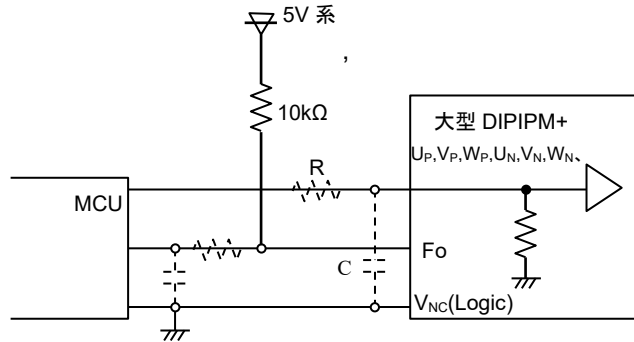 5V 系
,
10kΩ
大型 DIPIPM+
UP,VP,WP,UN,VN,WN、
R
MCU
Fo
C
VNC(Logic)